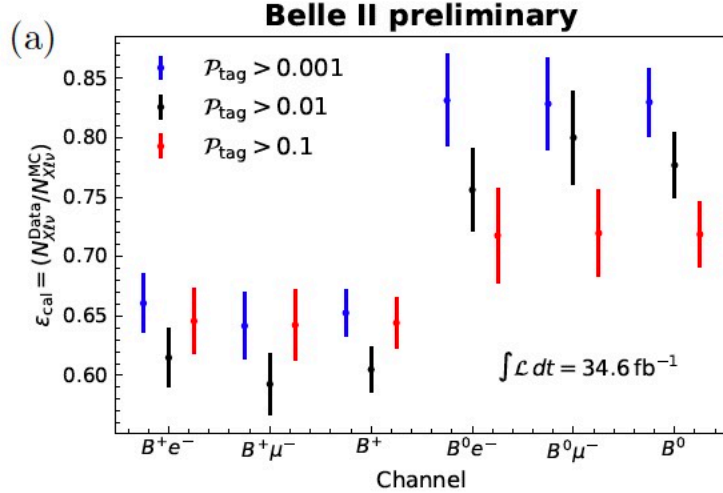 Belle II preliminary
(a)
𝒫tag > 0.001
𝒫tag > 0.01
𝒫tag > 0.1
εcal = (N^Data_Xℓν/N^MC_Xℓν)
0.85
0.80
0.75
0.70
0.65
0.60
∫ℒ dt = 34.6 fb⁻¹
B⁺e⁻ B⁺μ⁻ B⁺ B⁰e⁻ B⁰μ⁻ B⁰
Channel